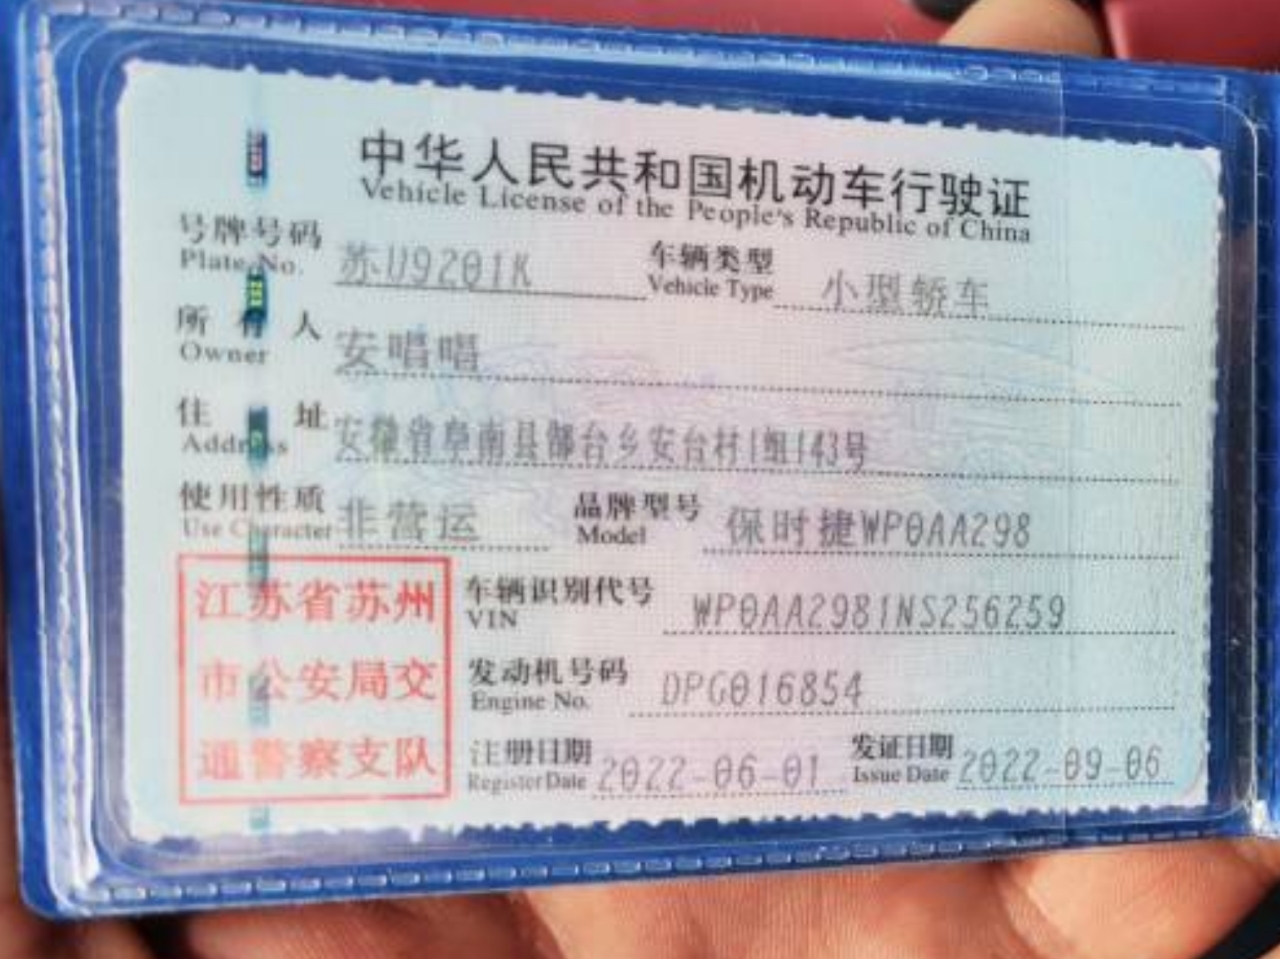 中华人民共和国机动车行驶证
Vehicle License of the People's Republic of China
号牌号码 苏U9201K 车辆类型 小型轿车
Plate No. Vehicle Type
所有人 安唱唱
Owner
住址 安徽省阜南县郜台乡安台村1组143号
Address
使用性质 非营运 品牌型号 保时捷WP0AA298
Use Character Model
江苏省苏州
市公安局交
通警察支队
车辆识别代号 WP0AA2981NS256259
VIN
发动机号码 DPG016854
Engine No.
注册日期 2022-06-01 发证日期 2022-09-06
Register Date Issue Date